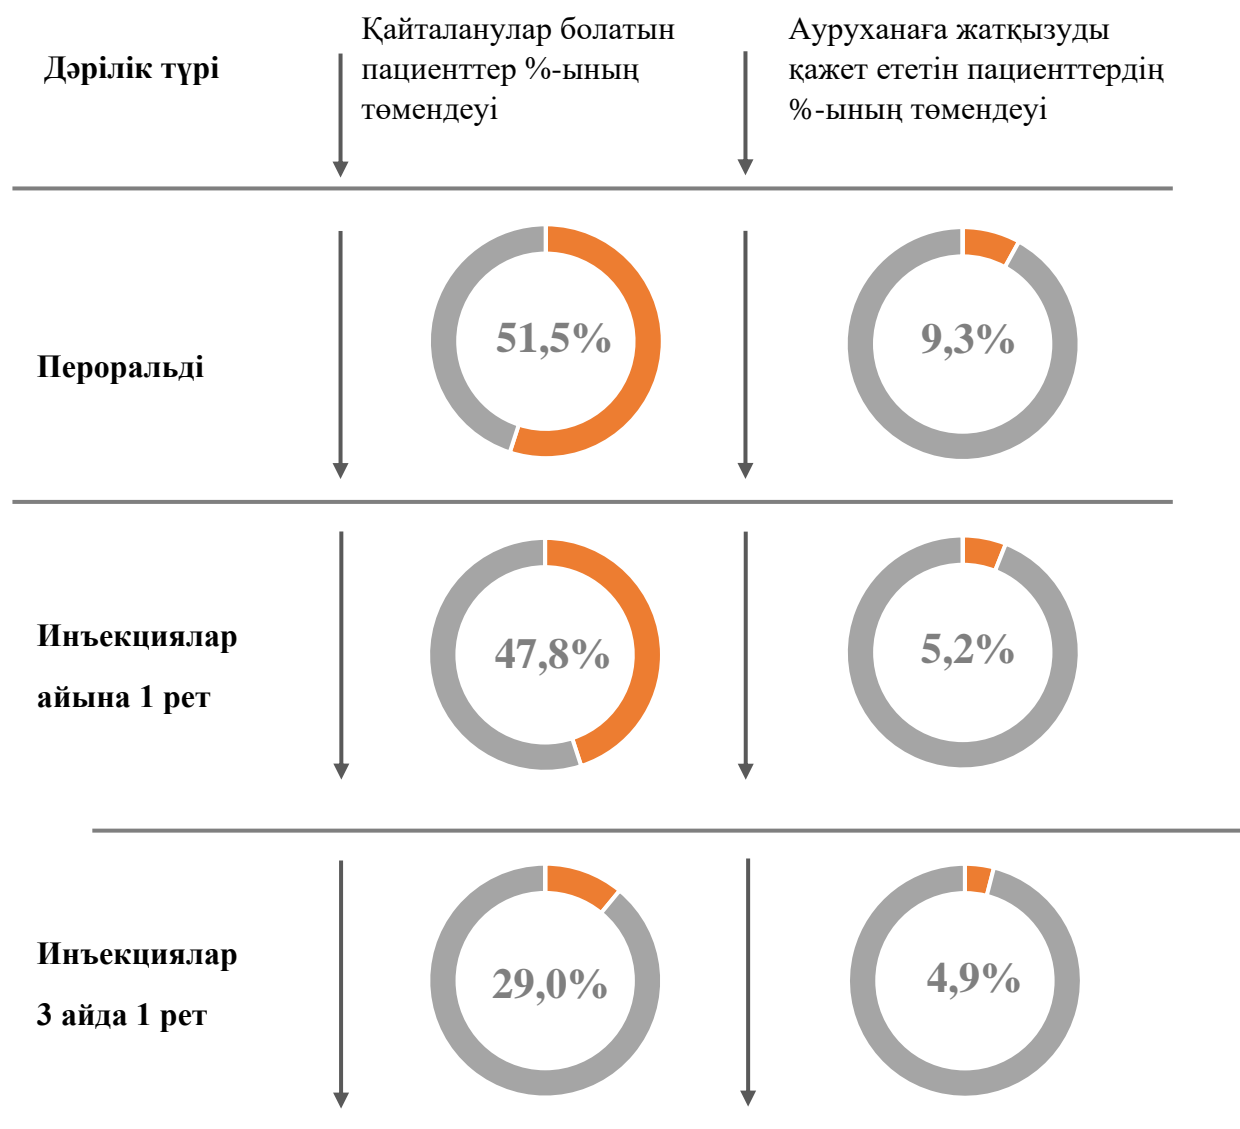 Дәрілік түрі
Қайталанулар болатын
пациенттер %-ының
төмендеуі
Ауруханаға жатқызуды
қажет ететін пациенттердің
%-ының төмендеуі
Пероральді
51,5%
9,3%
Инъекциялар
айына 1 рет
47,8%
5,2%
Инъекциялар
3 айда 1 рет
29,0%
4,9%